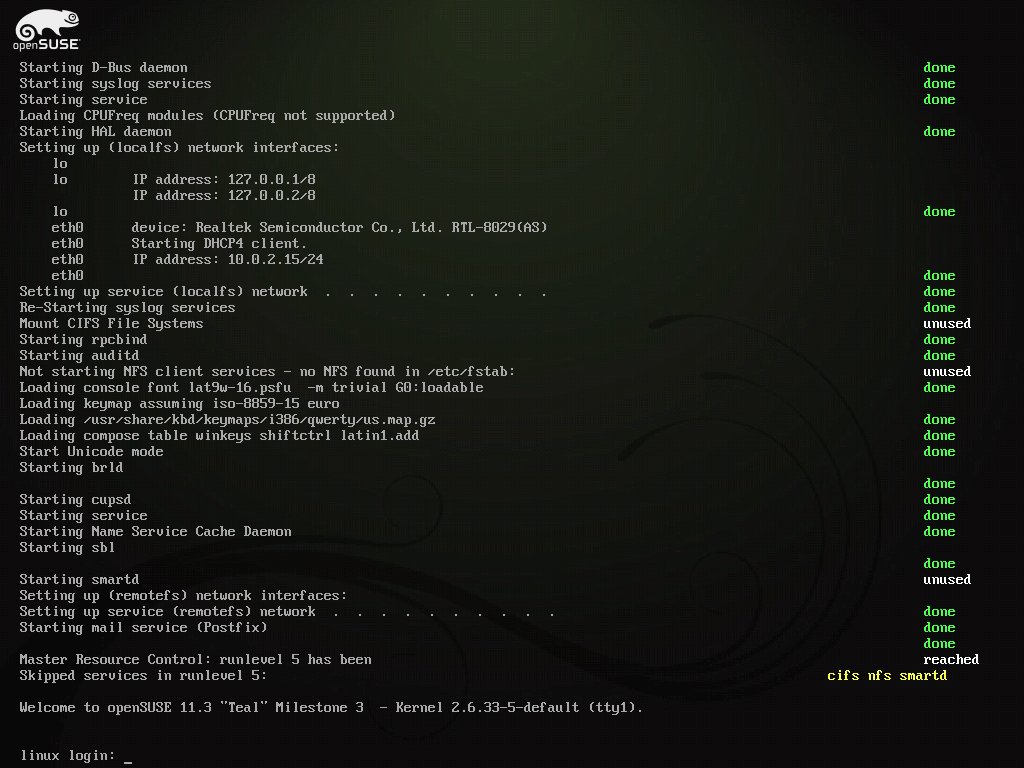 openSUSE
Starting D-Bus daemon done
Starting syslog services done
Starting service done
Loading CPUFreq modules (CPUFreq not supported)
Starting HAL daemon done
Setting up (localfs) network interfaces:
lo
lo IP address: 127.0.0.1/8
IP address: 127.0.0.2/8
lo done
eth0 device: Realtek Semiconductor Co., Ltd. RTL-8029(AS)
eth0 Starting DHCP4 client.
eth0 IP address: 10.0.2.15/24
eth0 done
Setting up service (localfs) network . . . . . . . . . . done
Re-Starting syslog services done
Mount CIFS File Systems unused
Starting rpcbind done
Starting auditd done
Not starting NFS client services - no NFS found in /etc/fstab: unused
Loading console font lat9w-16.psfu -m trivial G0:loadable done
Loading keymap assuming iso-8859-15 euro
Loading /usr/share/kbd/keymaps/i386/qwerty/us.map.gz done
Loading compose table winkeys shiftctrl latin1.add done
Start Unicode mode done
Starting brld
done
Starting cupsd done
Starting service done
Starting Name Service Cache Daemon done
Starting sbl
done
Starting smartd unused
Setting up (remotefs) network interfaces:
Setting up service (remotefs) network . . . . . . . . . . done
Starting mail service (Postfix) done
done
Master Resource Control: runlevel 5 has been reached
Skipped services in runlevel 5: cifs nfs smartd
Welcome to openSUSE 11.3 "Teal" Milestone 3 - Kernel 2.6.33-5-default (tty1).
linux login: _